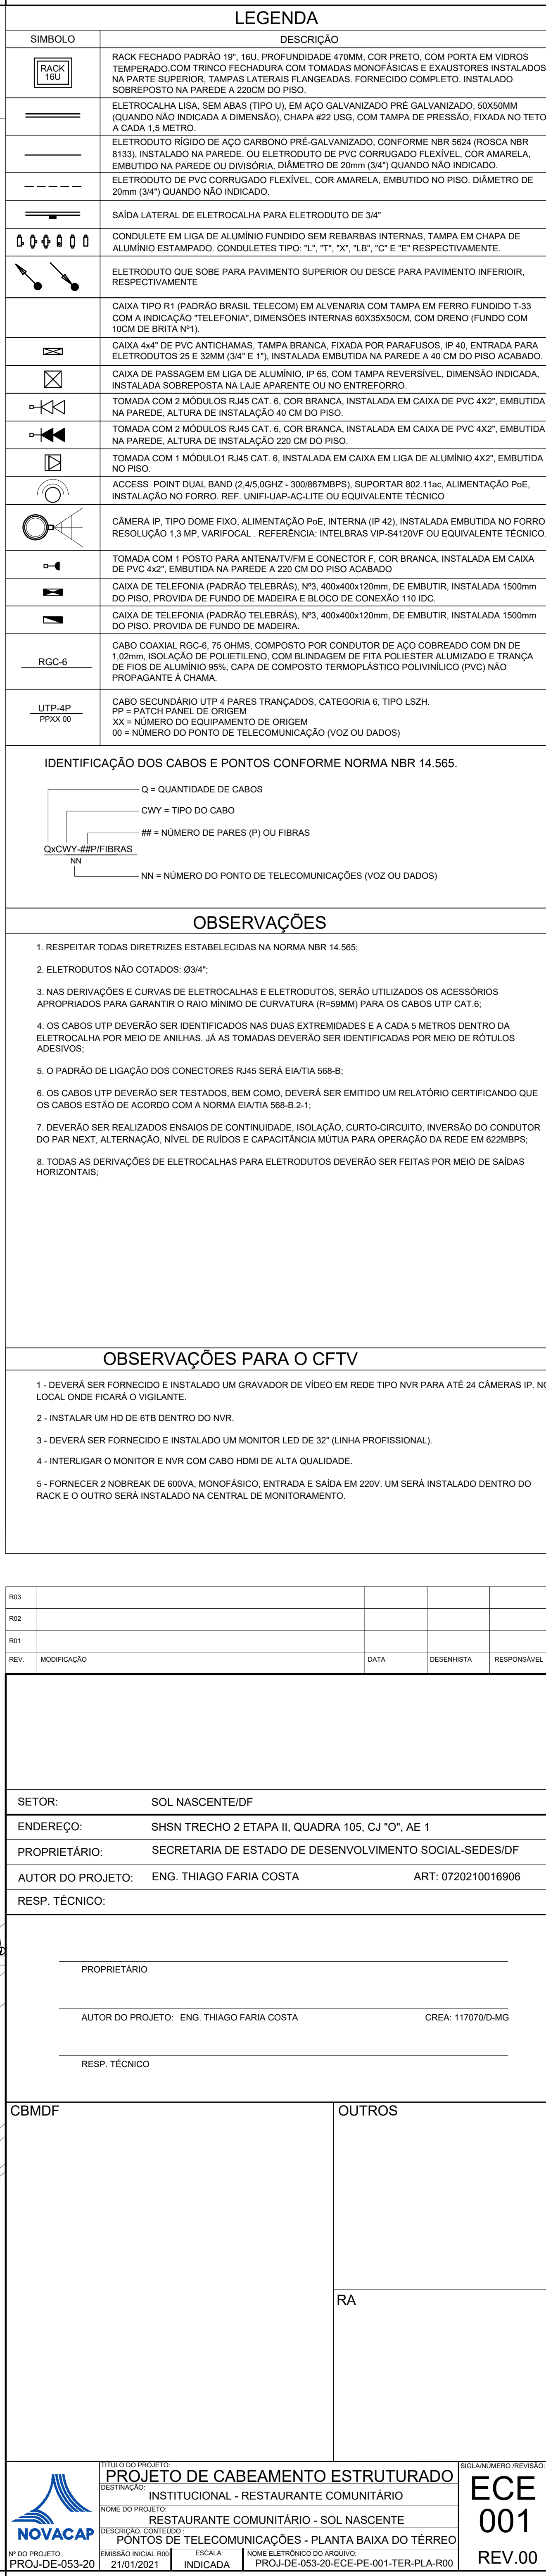 LEGENDA
SIMBOLO
DESCRIÇÃO
RACK
16U
RACK FECHADO PADRÃO 19", 16U, PROFUNDIDADE 470MM, COR PRETO, COM PORTA EM VIDROS
TEMPERADO,COM TRINCO FECHADURA COM TOMADAS MONOFÁSICAS E EXAUSTORES INSTALADOS
NA PARTE SUPERIOR, TAMPAS LATERAIS FLANGEADAS. FORNECIDO COMPLETO. INSTALADO
SOBREPOSTO NA PAREDE A 220CM DO PISO.
ELETROCALHA LISA, SEM ABAS (TIPO U), EM AÇO GALVANIZADO PRÉ GALVANIZADO, 50X50MM
(QUANDO NÃO INDICADA A DIMENSÃO), CHAPA #22 USG, COM TAMPA DE PRESSÃO, FIXADA NO TETO
A CADA 1,5 METRO.
ELETRODUTO RÍGIDO DE AÇO CARBONO PRÉ-GALVANIZADO, CONFORME NBR 5624 (ROSCA NBR
8133), INSTALADO NA PAREDE. OU ELETRODUTO DE PVC CORRUGADO FLEXÍVEL, COR AMARELA,
EMBUTIDO NA PAREDE OU DIVISÓRIA. DIÂMETRO DE 20mm (3/4") QUANDO NÃO INDICADO.
ELETRODUTO DE PVC CORRUGADO FLEXÍVEL, COR AMARELA, EMBUTIDO NO PISO. DIÂMETRO DE
20mm (3/4") QUANDO NÃO INDICADO.
SAÍDA LATERAL DE ELETROCALHA PARA ELETRODUTO DE 3/4"
CONDULETE EM LIGA DE ALUMÍNIO FUNDIDO SEM REBARBAS INTERNAS, TAMPA EM CHAPA DE
ALUMÍNIO ESTAMPADO. CONDULETES TIPO: "L", "T", "X", "LB", "C" E "E" RESPECTIVAMENTE.
ELETRODUTO QUE SOBE PARA PAVIMENTO SUPERIOR OU DESCE PARA PAVIMENTO INFERIOIR,
RESPECTIVAMENTE
CAIXA TIPO R1 (PADRÃO BRASIL TELECOM) EM ALVENARIA COM TAMPA EM FERRO FUNDIDO T-33
COM A INDICAÇÃO "TELEFONIA", DIMENSÕES INTERNAS 60X35X50CM, COM DRENO (FUNDO COM
10CM DE BRITA Nº1).
CAIXA 4x4" DE PVC ANTICHAMAS, TAMPA BRANCA, FIXADA POR PARAFUSOS, IP 40, ENTRADA PARA
ELETRODUTOS 25 E 32MM (3/4" E 1"), INSTALADA EMBUTIDA NA PAREDE A 40 CM DO PISO ACABADO.
CAIXA DE PASSAGEM EM LIGA DE ALUMÍNIO, IP 65, COM TAMPA REVERSÍVEL, DIMENSÃO INDICADA,
INSTALADA SOBREPOSTA NA LAJE APARENTE OU NO ENTREFORRO.
TOMADA COM 2 MÓDULOS RJ45 CAT. 6, COR BRANCA, INSTALADA EM CAIXA DE PVC 4X2", EMBUTIDA
NA PAREDE, ALTURA DE INSTALAÇÃO 40 CM DO PISO.
TOMADA COM 2 MÓDULOS RJ45 CAT. 6, COR BRANCA, INSTALADA EM CAIXA DE PVC 4X2", EMBUTIDA
NA PAREDE, ALTURA DE INSTALAÇÃO 220 CM DO PISO.
TOMADA COM 1 MÓDULO1 RJ45 CAT. 6, INSTALADA EM CAIXA EM LIGA DE ALUMÍNIO 4X2", EMBUTIDA
NO PISO.
ACCESS POINT DUAL BAND (2,4/5,0GHZ - 300/867MBPS), SUPORTAR 802.11ac, ALIMENTAÇÃO PoE,
INSTALAÇÃO NO FORRO. REF. UNIFI-UAP-AC-LITE OU EQUIVALENTE TÉCNICO
CÂMERA IP, TIPO DOME FIXO, ALIMENTAÇÃO PoE, INTERNA (IP 42), INSTALADA EMBUTIDA NO FORRO
RESOLUÇÃO 1,3 MP, VARIFOCAL . REFERÊNCIA: INTELBRAS VIP-S4120VF OU EQUIVALENTE TÉCNICO.
TOMADA COM 1 POSTO PARA ANTENA/TV/FM E CONECTOR F, COR BRANCA, INSTALADA EM CAIXA
DE PVC 4x2", EMBUTIDA NA PAREDE A 220 CM DO PISO ACABADO
CAIXA DE TELEFONIA (PADRÃO TELEBRÁS), Nº3, 400x400x120mm, DE EMBUTIR, INSTALADA 1500mm
DO PISO, PROVIDA DE FUNDO DE MADEIRA E BLOCO DE CONEXÃO 110 IDC.
CAIXA DE TELEFONIA (PADRÃO TELEBRÁS), Nº3, 400x400x120mm, DE EMBUTIR, INSTALADA 1500mm
DO PISO. PROVIDA DE FUNDO DE MADEIRA.
RGC-6
CABO COAXIAL RGC-6, 75 OHMS, COMPOSTO POR CONDUTOR DE AÇO COBREADO COM DN DE
1,02mm, ISOLAÇÃO DE POLIETILENO, COM BLINDAGEM DE FITA POLIESTER ALUMIZADO E TRANÇA
DE FIOS DE ALUMÍNIO 95%, CAPA DE COMPOSTO TERMOPLÁSTICO POLIVINÍLICO (PVC) NÃO
PROPAGANTE À CHAMA.
UTP-4P
PPXX 00
CABO SECUNDÁRIO UTP 4 PARES TRANÇADOS, CATEGORIA 6, TIPO LSZH.
PP = PATCH PANEL DE ORIGEM
XX = NÚMERO DO EQUIPAMENTO DE ORIGEM
00 = NÚMERO DO PONTO DE TELECOMUNICAÇÃO (VOZ OU DADOS)
IDENTIFICAÇÃO DOS CABOS E PONTOS CONFORME NORMA NBR 14.565.
Q = QUANTIDADE DE CABOS
CWY = TIPO DO CABO
## = NÚMERO DE PARES (P) OU FIBRAS
QxCWY-##P/FIBRAS
NN
NN = NÚMERO DO PONTO DE TELECOMUNICAÇÕES (VOZ OU DADOS)
OBSERVAÇÕES
1. RESPEITAR TODAS DIRETRIZES ESTABELECIDAS NA NORMA NBR 14.565;
2. ELETRODUTOS NÃO COTADOS: Ø3/4";
3. NAS DERIVAÇÕES E CURVAS DE ELETROCALHAS E ELETRODUTOS, SERÃO UTILIZADOS OS ACESSÓRIOS
APROPRIADOS PARA GARANTIR O RAIO MÍNIMO DE CURVATURA (R=59MM) PARA OS CABOS UTP CAT.6;
4. OS CABOS UTP DEVERÃO SER IDENTIFICADOS NAS DUAS EXTREMIDADES E A CADA 5 METROS DENTRO DA
ELETROCALHA POR MEIO DE ANILHAS. JÁ AS TOMADAS DEVERÃO SER IDENTIFICADAS POR MEIO DE RÓTULOS
ADESIVOS;
5. O PADRÃO DE LIGAÇÃO DOS CONECTORES RJ45 SERÁ EIA/TIA 568-B;
6. OS CABOS UTP DEVERÃO SER TESTADOS, BEM COMO, DEVERÁ SER EMITIDO UM RELATÓRIO CERTIFICANDO QUE
OS CABOS ESTÃO DE ACORDO COM A NORMA EIA/TIA 568-B.2-1;
7. DEVERÃO SER REALIZADOS ENSAIOS DE CONTINUIDADE, ISOLAÇÃO, CURTO-CIRCUITO, INVERSÃO DO CONDUTOR
DO PAR NEXT, ALTERNAÇÃO, NÍVEL DE RUÍDOS E CAPACITÂNCIA MÚTUA PARA OPERAÇÃO DA REDE EM 622MBPS;
8. TODAS AS DERIVAÇÕES DE ELETROCALHAS PARA ELETRODUTOS DEVERÃO SER FEITAS POR MEIO DE SAÍDAS
HORIZONTAIS;
OBSERVAÇÕES PARA O CFTV
1 - DEVERÁ SER FORNECIDO E INSTALADO UM GRAVADOR DE VÍDEO EM REDE TIPO NVR PARA ATÉ 24 CÂMERAS IP. NO
LOCAL ONDE FICARÁ O VIGILANTE.
2 - INSTALAR UM HD DE 6TB DENTRO DO NVR.
3 - DEVERÁ SER FORNECIDO E INSTALADO UM MONITOR LED DE 32" (LINHA PROFISSIONAL).
4 - INTERLIGAR O MONITOR E NVR COM CABO HDMI DE ALTA QUALIDADE.
5 - FORNECER 2 NOBREAK DE 600VA, MONOFÁSICO, ENTRADA E SAÍDA EM 220V. UM SERÁ INSTALADO DENTRO DO
RACK E O OUTRO SERÁ INSTALADO NA CENTRAL DE MONITORAMENTO.
R03
R02
R01
REV. MODIFICAÇÃO DATA DESENHISTA RESPONSÁVEL
SETOR: SOL NASCENTE/DF
ENDEREÇO: SHSN TRECHO 2 ETAPA II, QUADRA 105, CJ "O", AE 1
PROPRIETÁRIO: SECRETARIA DE ESTADO DE DESENVOLVIMENTO SOCIAL-SEDES/DF
AUTOR DO PROJETO: ENG. THIAGO FARIA COSTA ART: 0720210016906
RESP. TÉCNICO:
PROPRIETÁRIO
AUTOR DO PROJETO: ENG. THIAGO FARIA COSTA CREA: 117070/D-MG
RESP. TÉCNICO
CBMDF
OUTROS
RA
NOVACAP
Nº DO PROJETO:
PROJ-DE-053-20
TÍTULO DO PROJETO:
PROJETO DE CABEAMENTO ESTRUTURADO
DESTINAÇÃO:
INSTITUCIONAL - RESTAURANTE COMUNITÁRIO
NOME DO PROJETO:
RESTAURANTE COMUNITÁRIO - SOL NASCENTE
DESCRIÇÃO, CONTEÚDO :
PONTOS DE TELECOMUNICAÇÕES - PLANTA BAIXA DO TÉRREO
EMISSÃO INICIAL R00
21/01/2021
ESCALA:
INDICADA
NOME ELETRÔNICO DO ARQUIVO:
PROJ-DE-053-20-ECE-PE-001-TER-PLA-R00
SIGLA/NÚMERO /REVISÃO:
ECE
001
REV.00